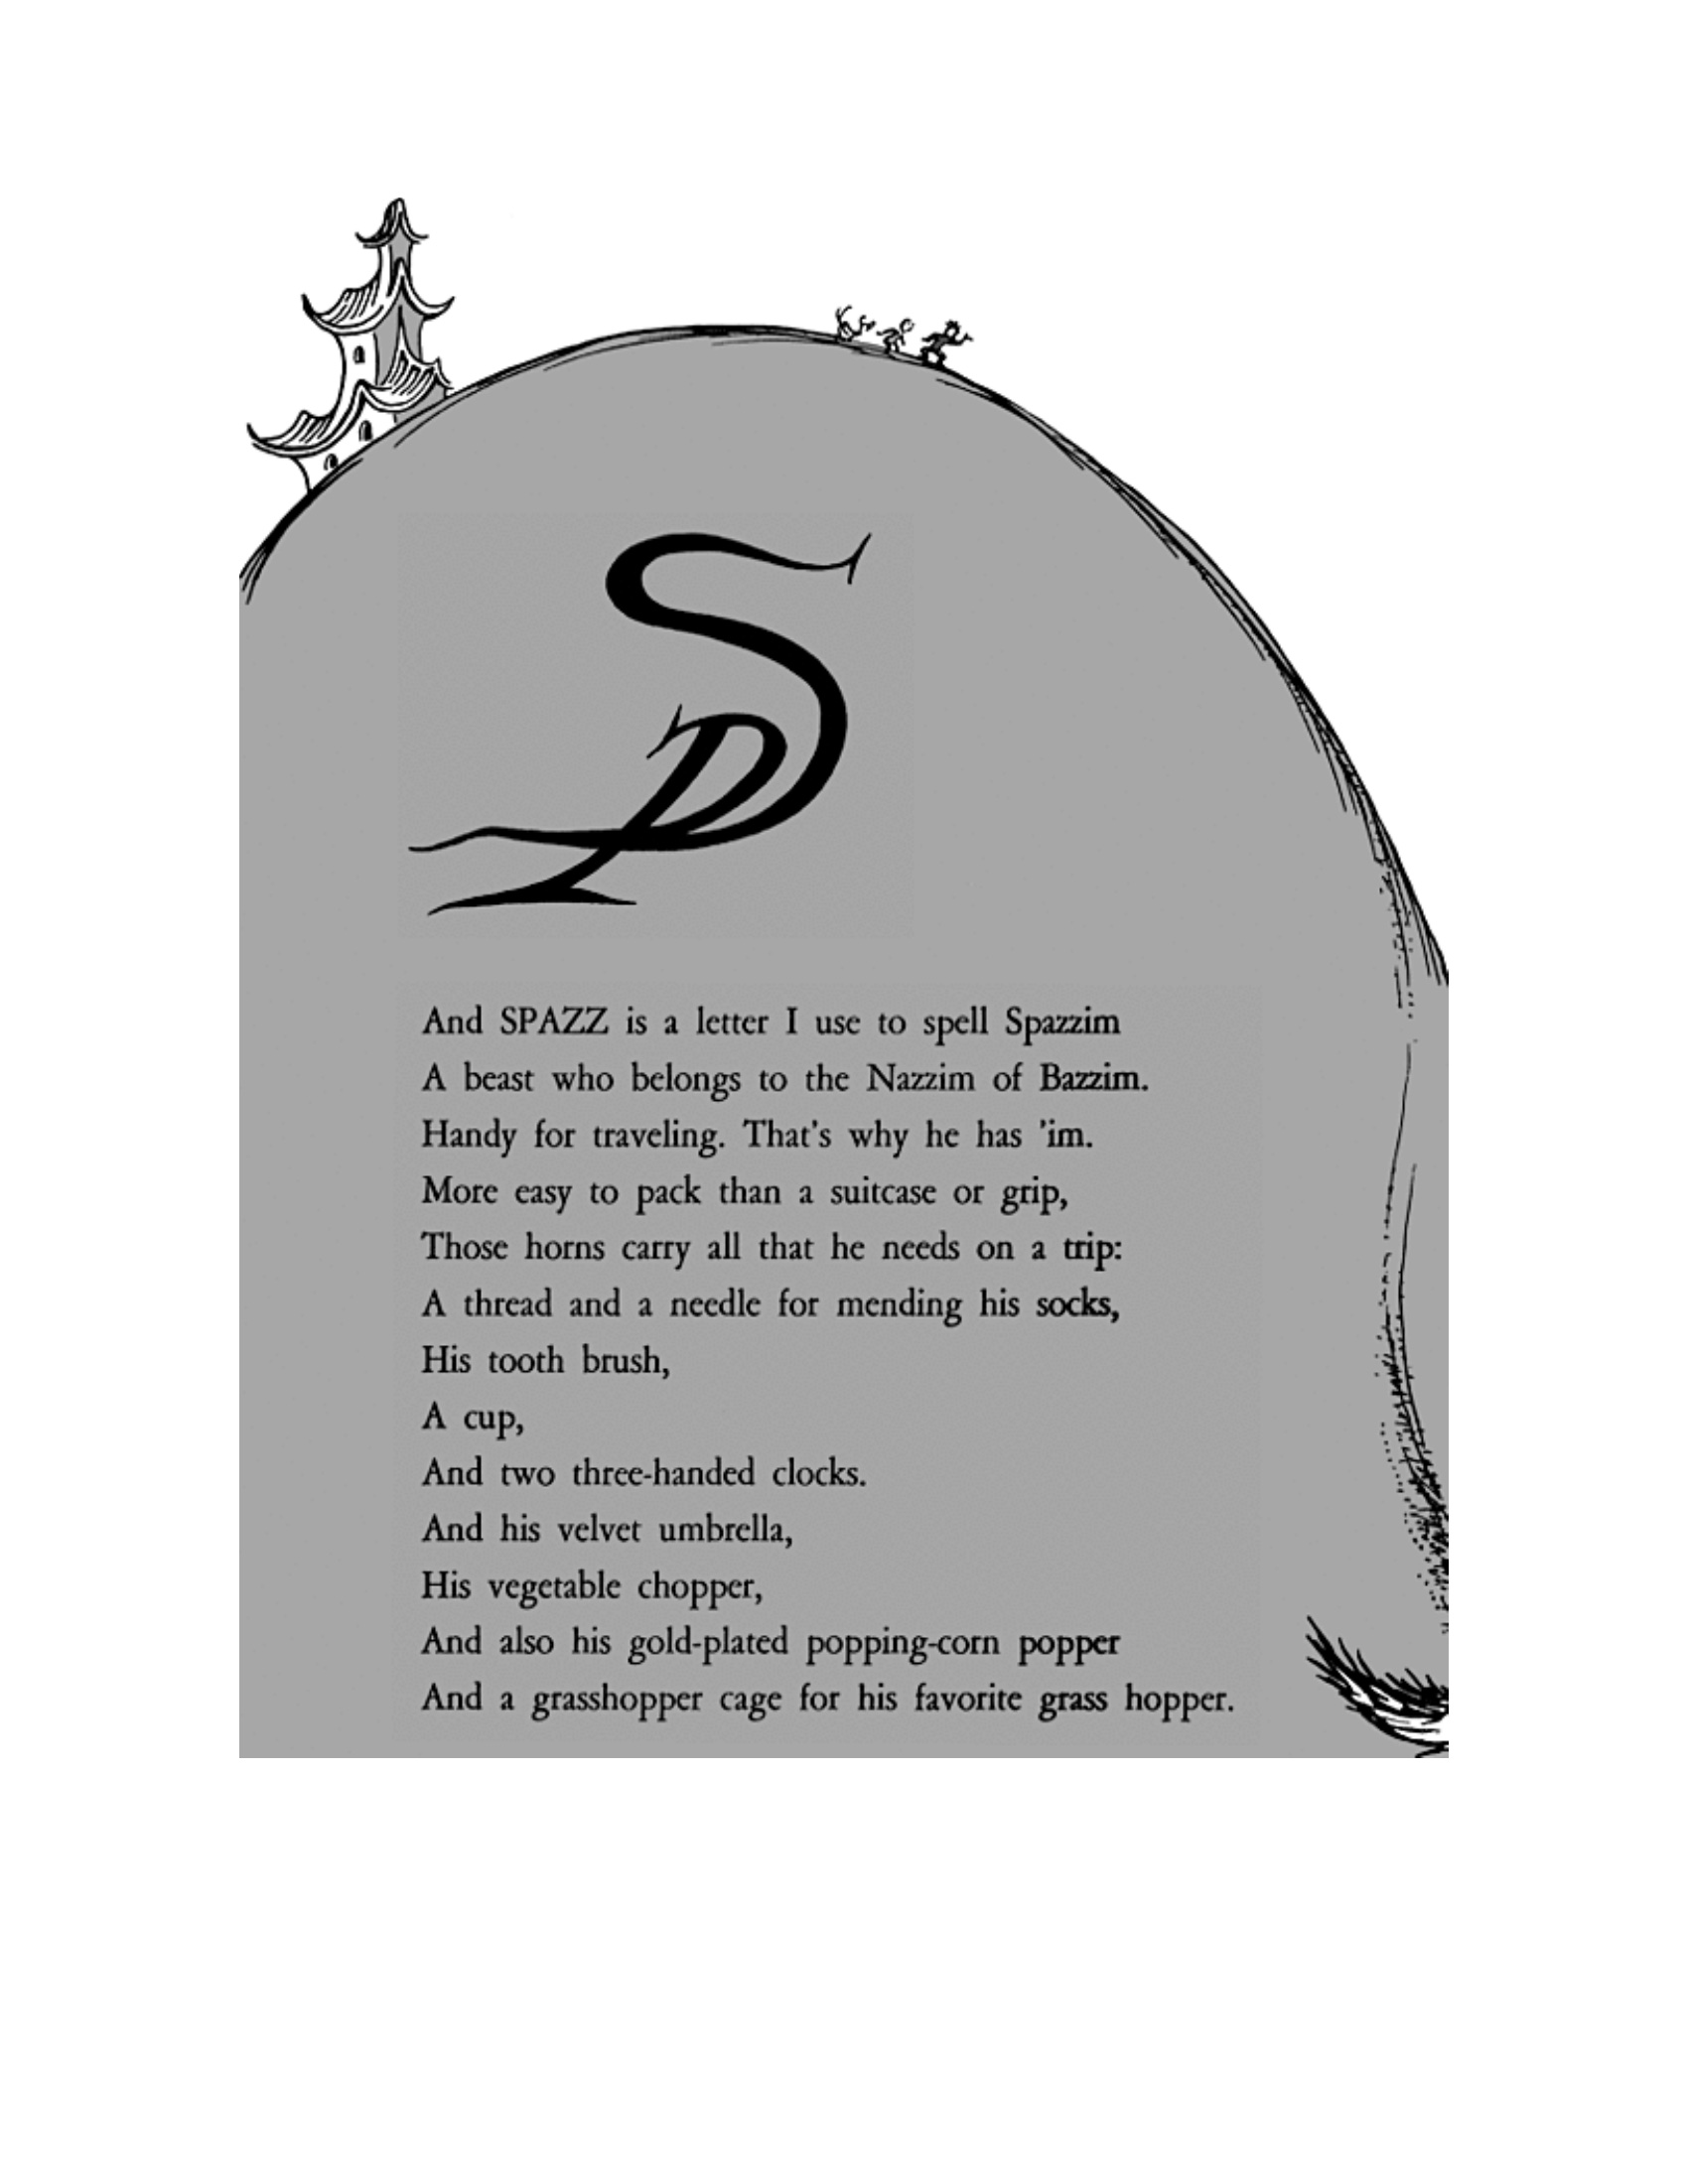 And SPAZZ is a letter I use to spell Spazzim
A beast who belongs to the Nazzim of Bazzim.
Handy for traveling. That's why he has 'im.
More easy to pack than a suitcase or grip,
Those horns carry all that he needs on a trip:
A thread and a needle for mending his socks,
His tooth brush,
A cup,
And two three-handed clocks.
And his velvet umbrella,
His vegetable chopper,
And also his gold-plated popping-corn popper
And a grasshopper cage for his favorite grass hopper.